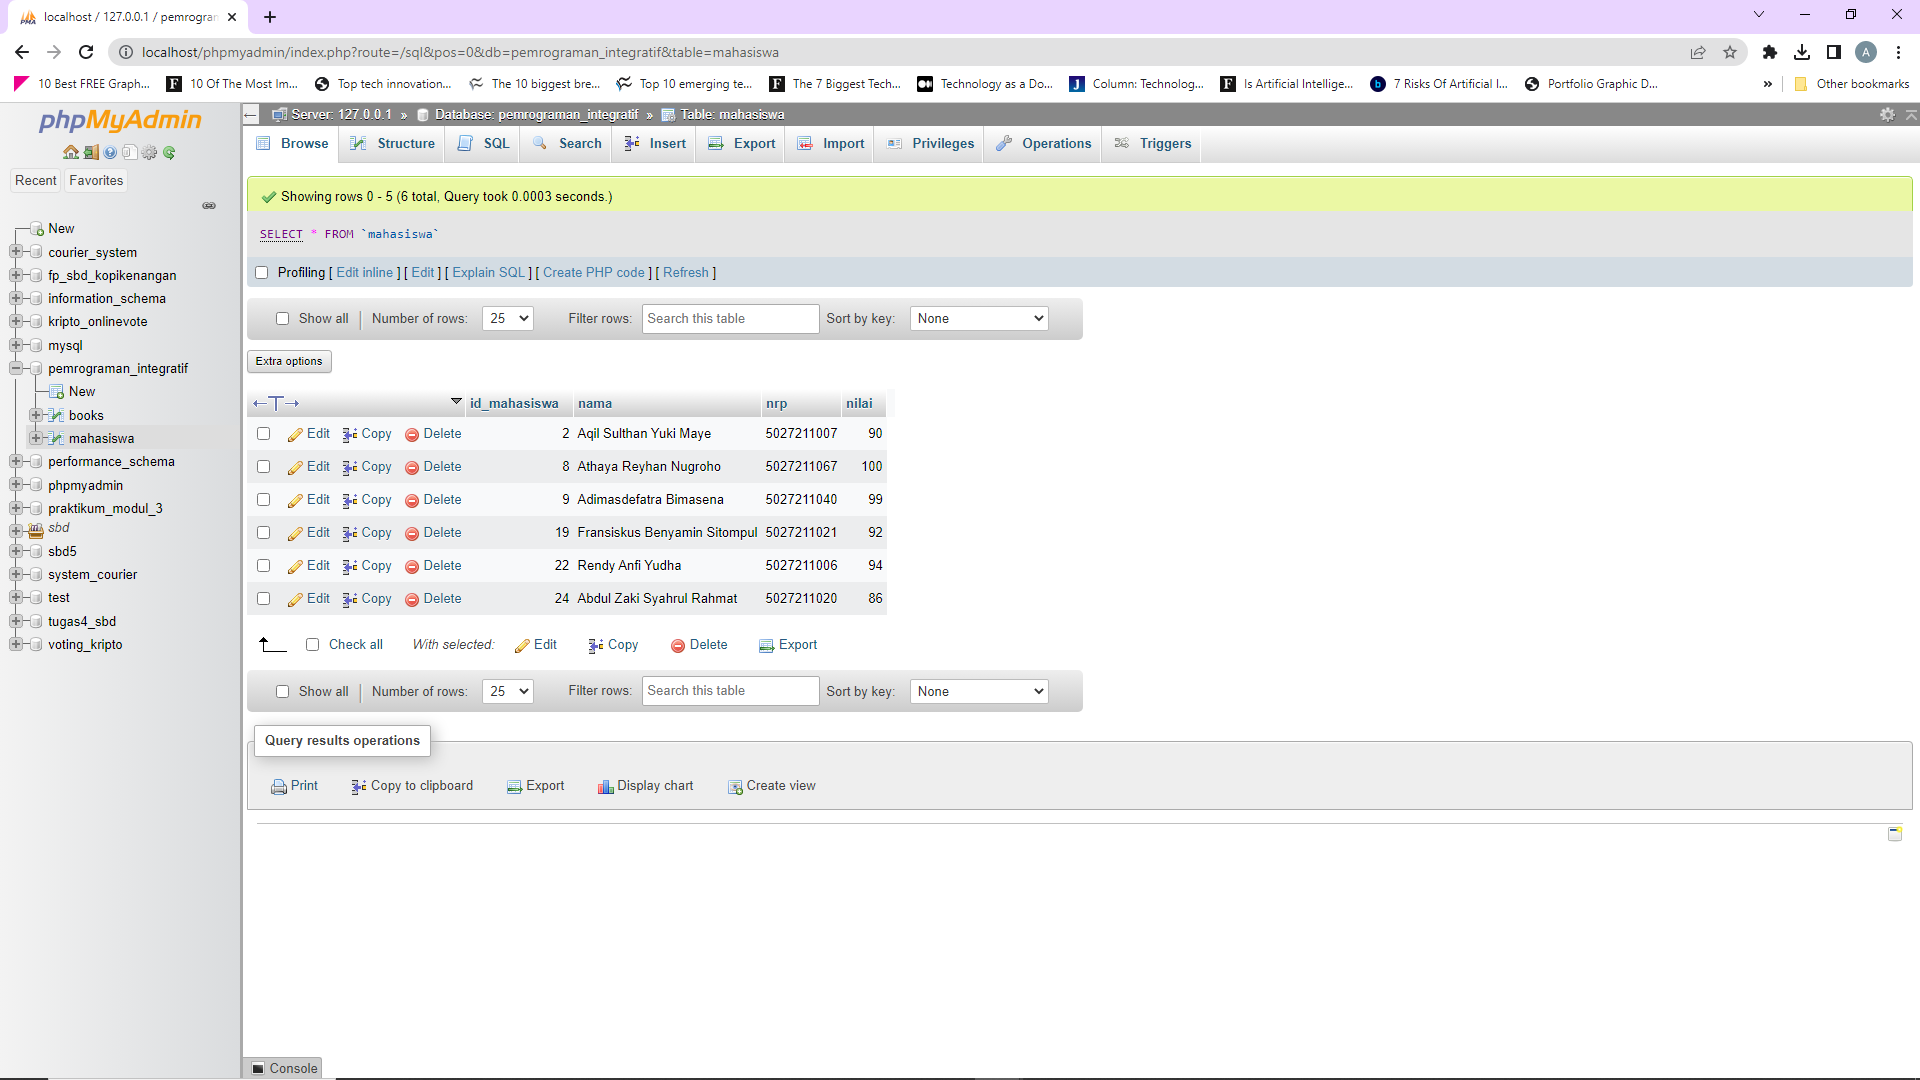 localhost / 127.0.0.1 / pemrogran
localhost/phpmyadmin/index.php?route=/sql&pos=0&db=pemrograman_integratif&table=mahasiswa
A
10 Best FREE Graph...
10 Of The Most Im...
Top tech innovation...
The 10 biggest bre...
Top 10 emerging te...
The 7 Biggest Tech...
Technology as a Do...
Column: Technolog...
Is Artificial Intellige...
7 Risks Of Artificial I...
Portfolio Graphic D...
»
Other bookmarks
phpMyAdmin
Recent
Favorites
New
courier_system
fp_sbd_kopikenangan
information_schema
kripto_onlinevote
mysql
pemrograman_integratif
New
books
mahasiswa
performance_schema
phpmyadmin
praktikum_modul_3
sbd
sbd5
system_courier
test
tugas4_sbd
voting_kripto
Server: 127.0.0.1 » Database: pemrograman_integratif » Table: mahasiswa
Browse Structure SQL Search Insert Export Import Privileges Operations Triggers
Showing rows 0 - 5 (6 total, Query took 0.0003 seconds.)
SELECT * FROM `mahasiswa`
Profiling [ Edit inline ] [ Edit ] [ Explain SQL ] [ Create PHP code ] [ Refresh ]
Show all | Number of rows: 25 Filter rows: Search this table Sort by key: None
Extra options
←T→ id_mahasiswa nama nrp nilai
Edit Copy Delete 2 Aqil Sulthan Yuki Maye 5027211007 90
Edit Copy Delete 8 Athaya Reyhan Nugroho 5027211067 100
Edit Copy Delete 9 Adimasdefatra Bimasena 5027211040 99
Edit Copy Delete 19 Fransiskus Benyamin Sitompul 5027211021 92
Edit Copy Delete 22 Rendy Anfi Yudha 5027211006 94
Edit Copy Delete 24 Abdul Zaki Syahrul Rahmat 5027211020 86
Check all With selected: Edit Copy Delete Export
Show all | Number of rows: 25 Filter rows: Search this table Sort by key: None
Query results operations
Print Copy to clipboard Export Display chart Create view
Console